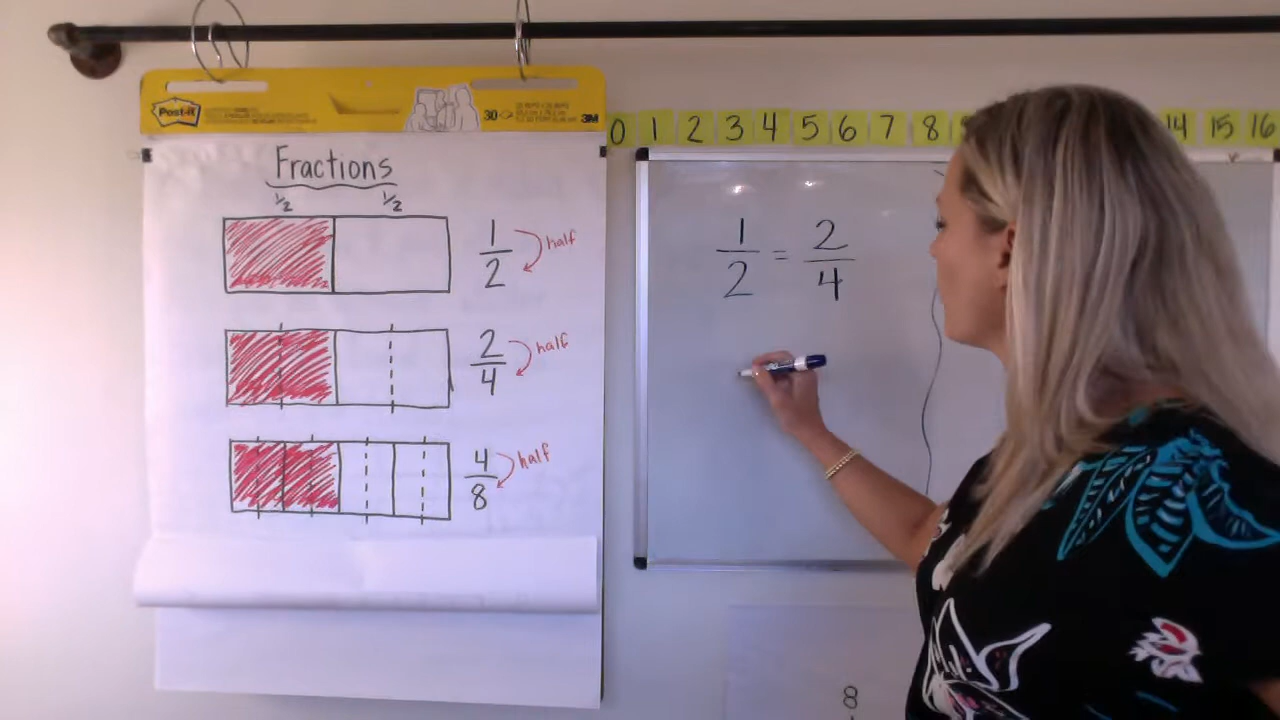 Post-it
30
3M
0 1 2 3 4 5 6 7 8 14 15 16
Fractions
1/2 1/2
1/2 half
2/4 half
4/8 half
1/2 = 2/4
8